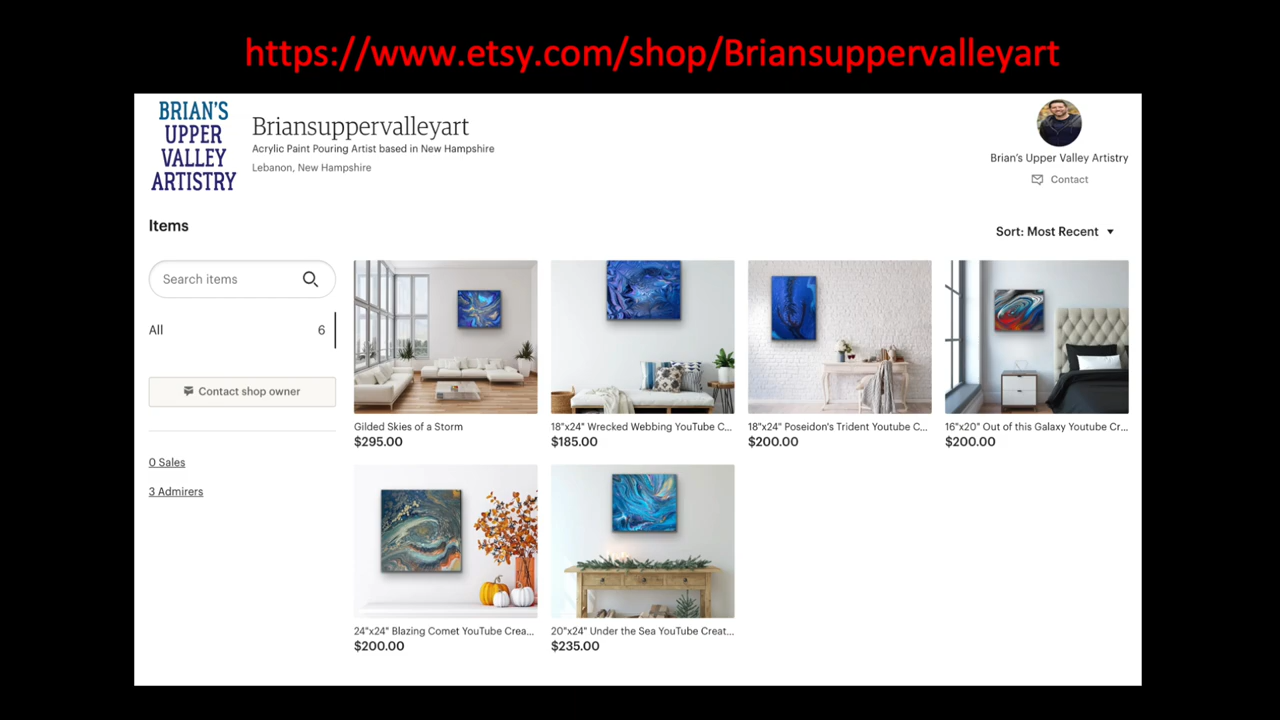 https://www.etsy.com/shop/Briansuppervalleyart
BRIAN'S
UPPER
VALLEY
ARTISTRY
Briansuppervalleyart
Acrylic Paint Pouring Artist based in New Hampshire
Lebanon, New Hampshire
Brian's Upper Valley Artistry
Contact
Items
Sort: Most Recent
Search items
All 6
Contact shop owner
0 Sales
3 Admirers
Gilded Skies of a Storm
$295.00
18"x24" Wrecked Webbing YouTube C...
$185.00
18"x24" Poseidon's Trident Youtube C...
$200.00
16"x20" Out of this Galaxy Youtube Cr...
$200.00
24"x24" Blazing Comet YouTube Crea...
$200.00
20"x24" Under the Sea YouTube Creat...
$235.00